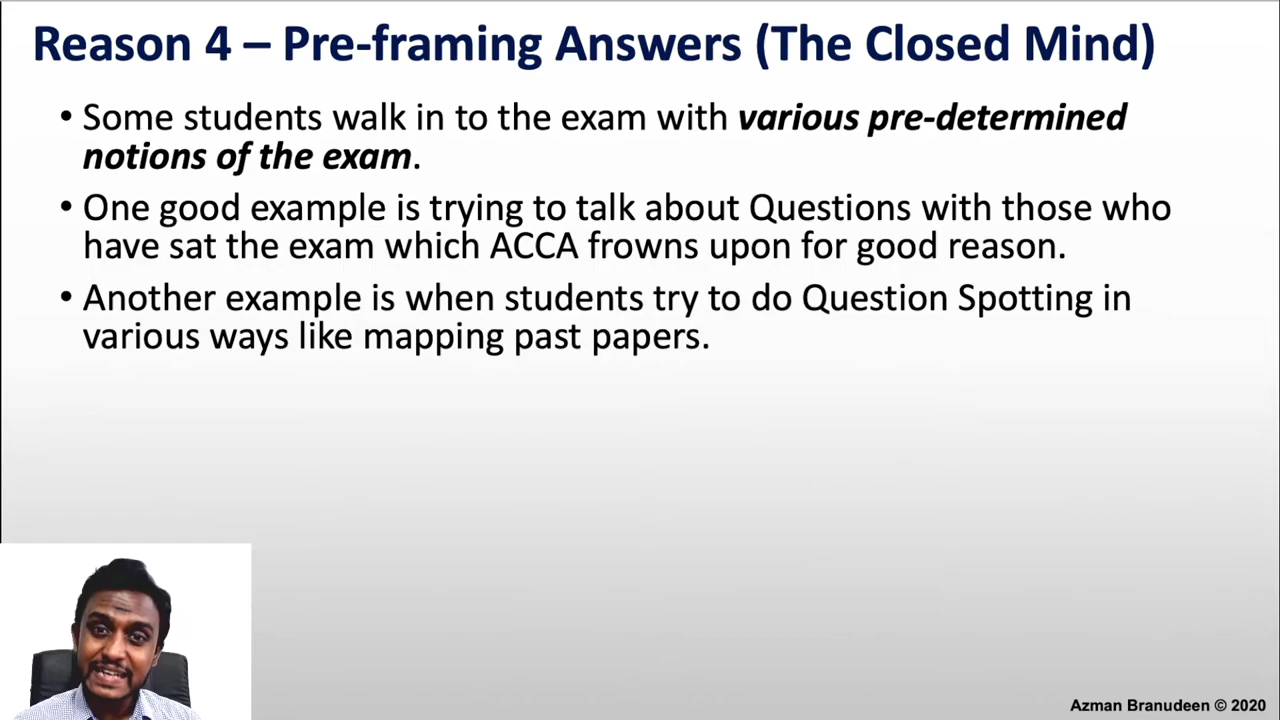 Reason 4 – Pre-framing Answers (The Closed Mind)
• Some students walk in to the exam with various pre-determined
notions of the exam.
• One good example is trying to talk about Questions with those who
have sat the exam which ACCA frowns upon for good reason.
• Another example is when students try to do Question Spotting in
various ways like mapping past papers.
Azman Branudeen © 2020